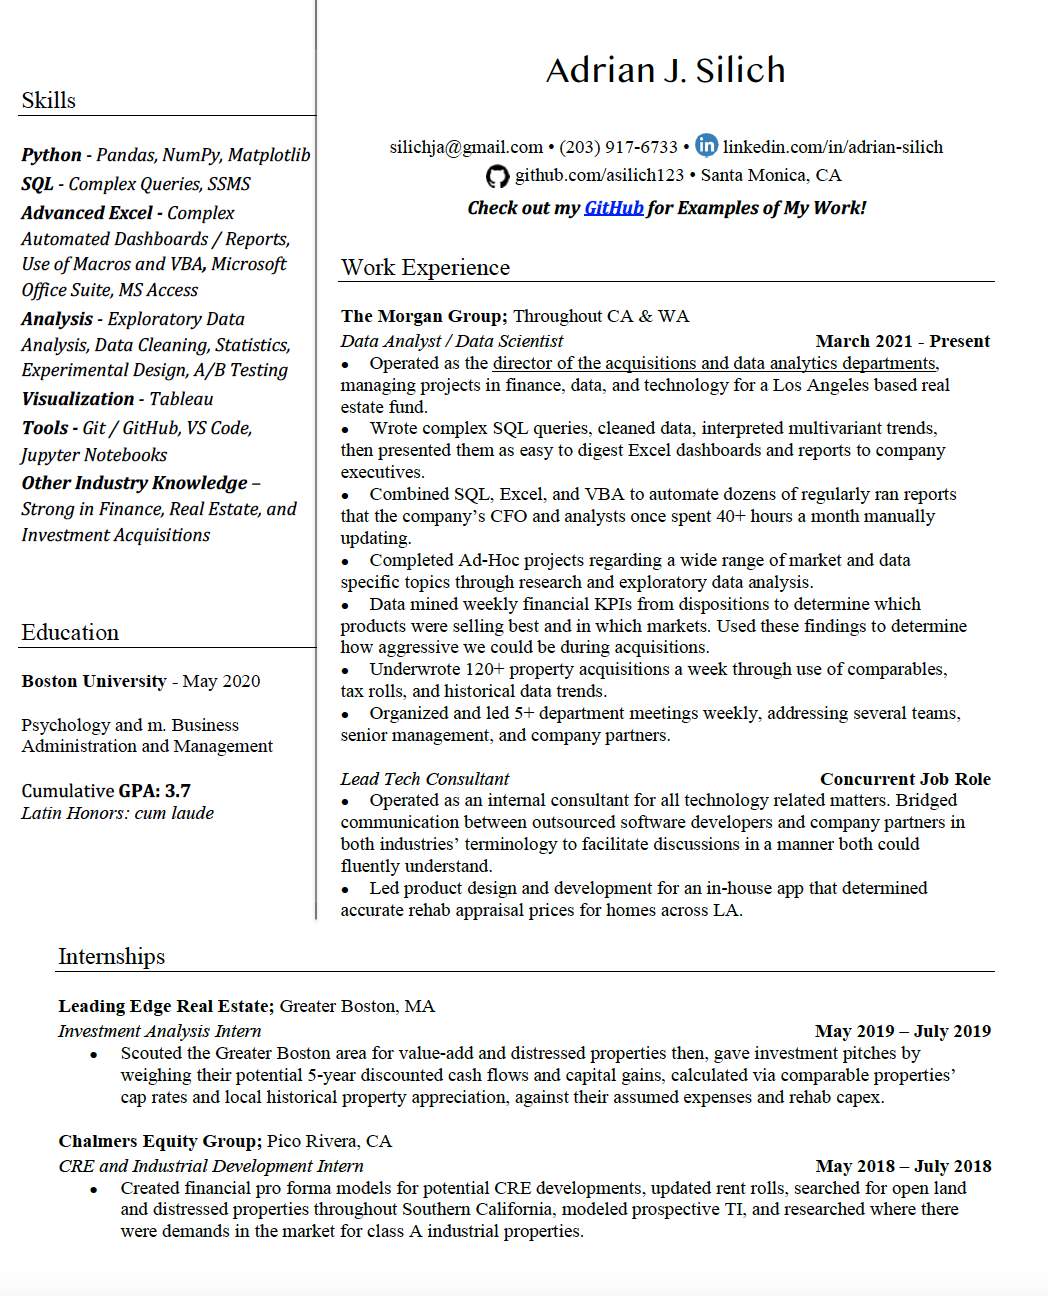 Adrian J. Silich
silichja@gmail.com • (203) 917-6733 • in linkedin.com/in/adrian-silich
github.com/asilich123 • Santa Monica, CA
Check out my GitHub for Examples of My Work!
Skills
Python - Pandas, NumPy, Matplotlib
SQL - Complex Queries, SSMS
Advanced Excel - Complex
Automated Dashboards / Reports,
Use of Macros and VBA, Microsoft
Office Suite, MS Access
Analysis - Exploratory Data
Analysis, Data Cleaning, Statistics,
Experimental Design, A/B Testing
Visualization - Tableau
Tools - Git / GitHub, VS Code,
Jupyter Notebooks
Other Industry Knowledge –
Strong in Finance, Real Estate, and
Investment Acquisitions
Education
Boston University - May 2020
Psychology and m. Business
Administration and Management
Cumulative GPA: 3.7
Latin Honors: cum laude
Work Experience
The Morgan Group; Throughout CA & WA
Data Analyst / Data Scientist March 2021 - Present
• Operated as the director of the acquisitions and data analytics departments,
managing projects in finance, data, and technology for a Los Angeles based real
estate fund.
• Wrote complex SQL queries, cleaned data, interpreted multivariant trends,
then presented them as easy to digest Excel dashboards and reports to company
executives.
• Combined SQL, Excel, and VBA to automate dozens of regularly ran reports
that the company’s CFO and analysts once spent 40+ hours a month manually
updating.
• Completed Ad-Hoc projects regarding a wide range of market and data
specific topics through research and exploratory data analysis.
• Data mined weekly financial KPIs from dispositions to determine which
products were selling best and in which markets. Used these findings to determine
how aggressive we could be during acquisitions.
• Underwrote 120+ property acquisitions a week through use of comparables,
tax rolls, and historical data trends.
• Organized and led 5+ department meetings weekly, addressing several teams,
senior management, and company partners.
Lead Tech Consultant Concurrent Job Role
• Operated as an internal consultant for all technology related matters. Bridged
communication between outsourced software developers and company partners in
both industries’ terminology to facilitate discussions in a manner both could
fluently understand.
• Led product design and development for an in-house app that determined
accurate rehab appraisal prices for homes across LA.
Internships
Leading Edge Real Estate; Greater Boston, MA
Investment Analysis Intern May 2019 – July 2019
• Scouted the Greater Boston area for value-add and distressed properties then, gave investment pitches by
weighing their potential 5-year discounted cash flows and capital gains, calculated via comparable properties’
cap rates and local historical property appreciation, against their assumed expenses and rehab capex.
Chalmers Equity Group; Pico Rivera, CA
CRE and Industrial Development Intern May 2018 – July 2018
• Created financial pro forma models for potential CRE developments, updated rent rolls, searched for open land
and distressed properties throughout Southern California, modeled prospective TI, and researched where there
were demands in the market for class A industrial properties.